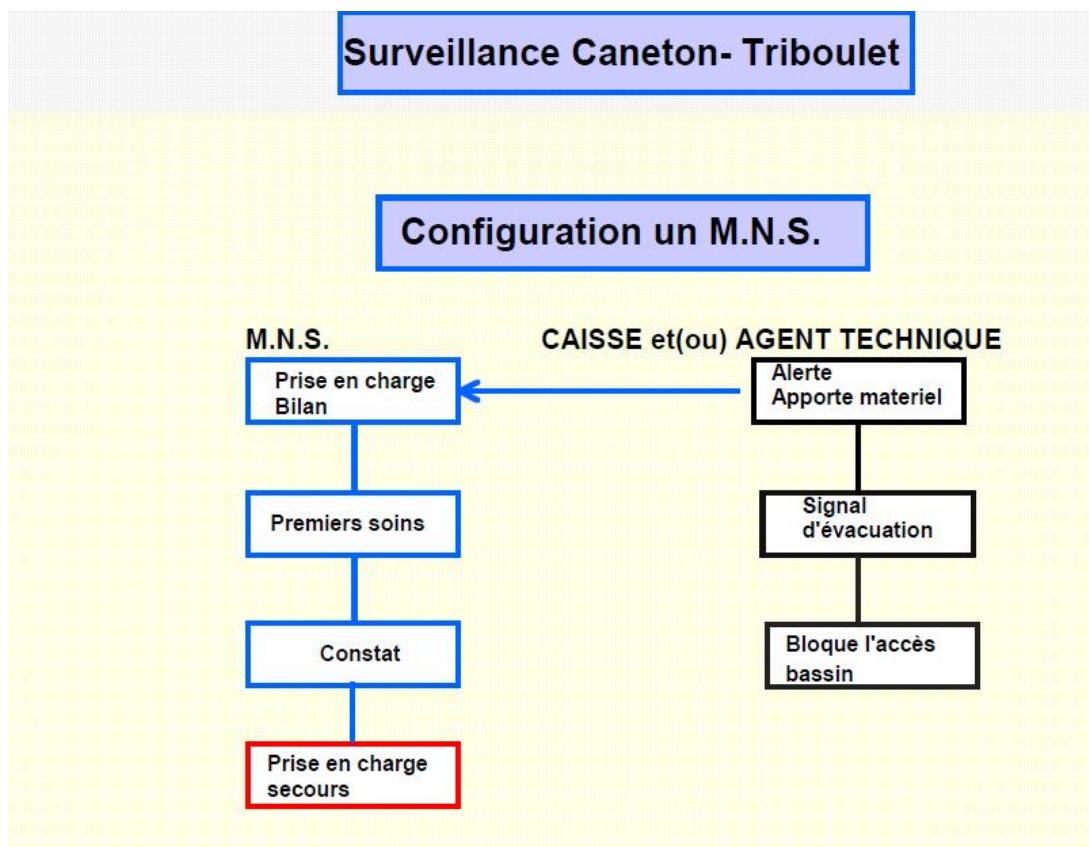 Surveillance Caneton- Triboulet
Configuration un M.N.S.
M.N.S.
CAISSE et(ou) AGENT TECHNIQUE
Prise en charge
Bilan
Alerte
Apporte materiel
Premiers soins
Signal
d'évacuation
Constat
Bloque l'accès
bassin
Prise en charge
secours